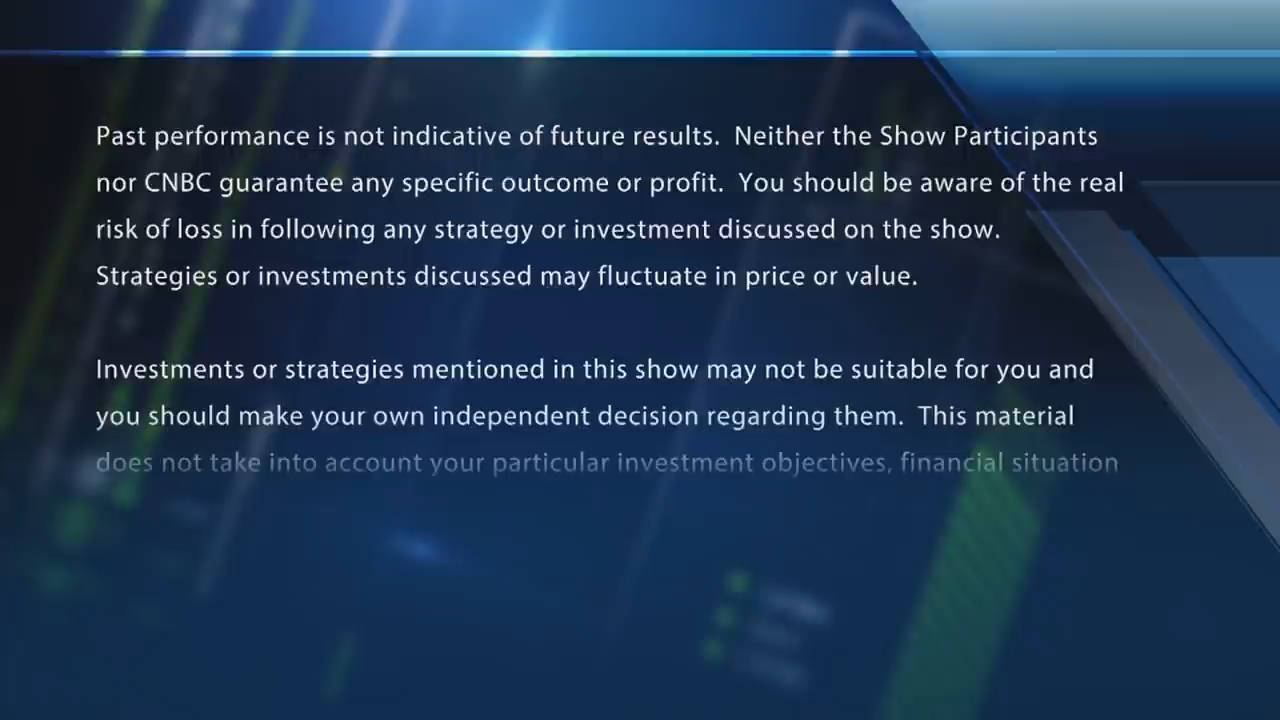 Past performance is not indicative of future results.  Neither the Show Participants
nor CNBC guarantee any specific outcome or profit.  You should be aware of the real
risk of loss in following any strategy or investment discussed on the show.
Strategies or investments discussed may fluctuate in price or value.
Investments or strategies mentioned in this show may not be suitable for you and
you should make your own independent decision regarding them.  This material
does not take into account your particular investment objectives, financial situation